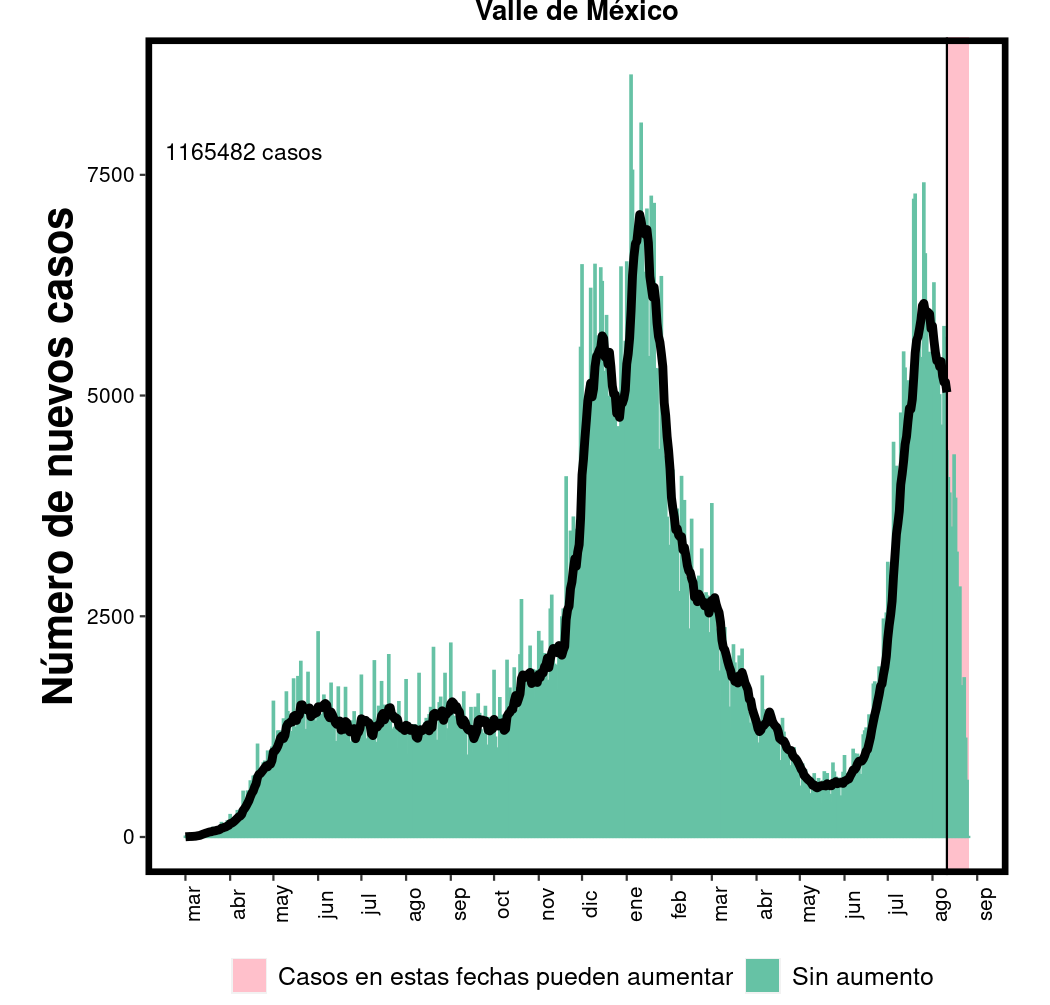 Valle de México
1165482 casos
Número de nuevos casos
7500
5000
2500
0
mar
abr
may
jun
jul
ago
sep
oct
nov
dic
ene
feb
mar
abr
may
jun
jul
ago
sep
Casos en estas fechas pueden aumentar
Sin aumento